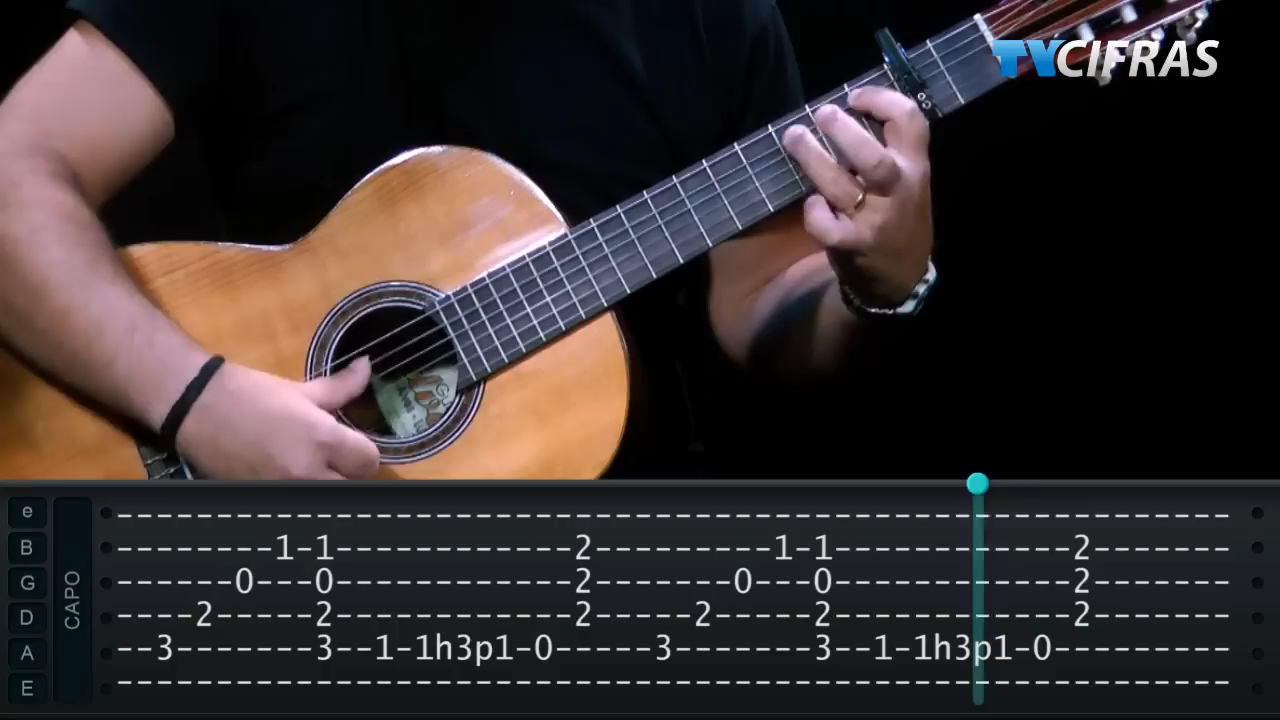 TVCIFRAS
e --------------------------------------------------------
B --------1-1------------2---------1-1------------2-------
G ------0---0------------2-------0---0------------2-------
D ----2-----2------------2-----2-----2------------2-------
A --3-------3--1-1h3p1-0-----3-------3--1-1h3p1-0---------
E --------------------------------------------------------
CAPO